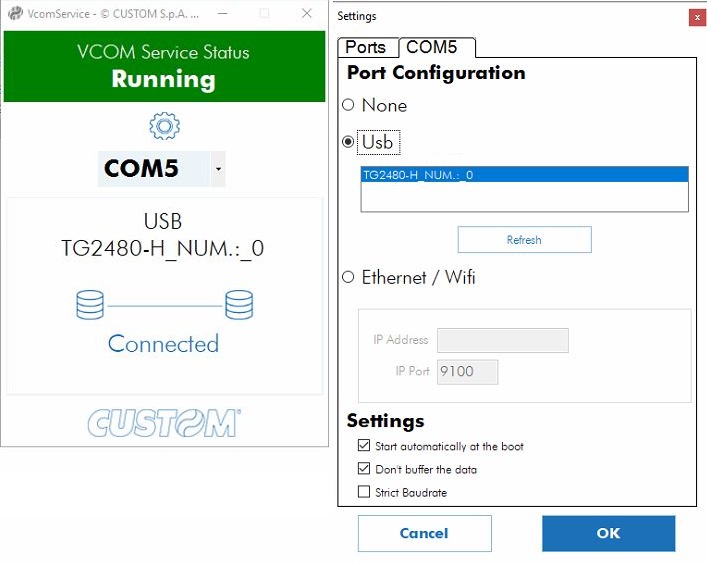 VcomService - © CUSTOM S.p.A. ...
VCOM Service Status
Running
COM5
USB
TG2480-H_NUM.:_0
Connected
CUSTOM
Settings
x
Ports
COM5
Port Configuration
None
Usb
TG2480-H_NUM.:_0
Refresh
Ethernet / Wifi
IP Address
IP Port
9100
Settings
Start automatically at the boot
Don't buffer the data
Strict Baudrate
Cancel
OK